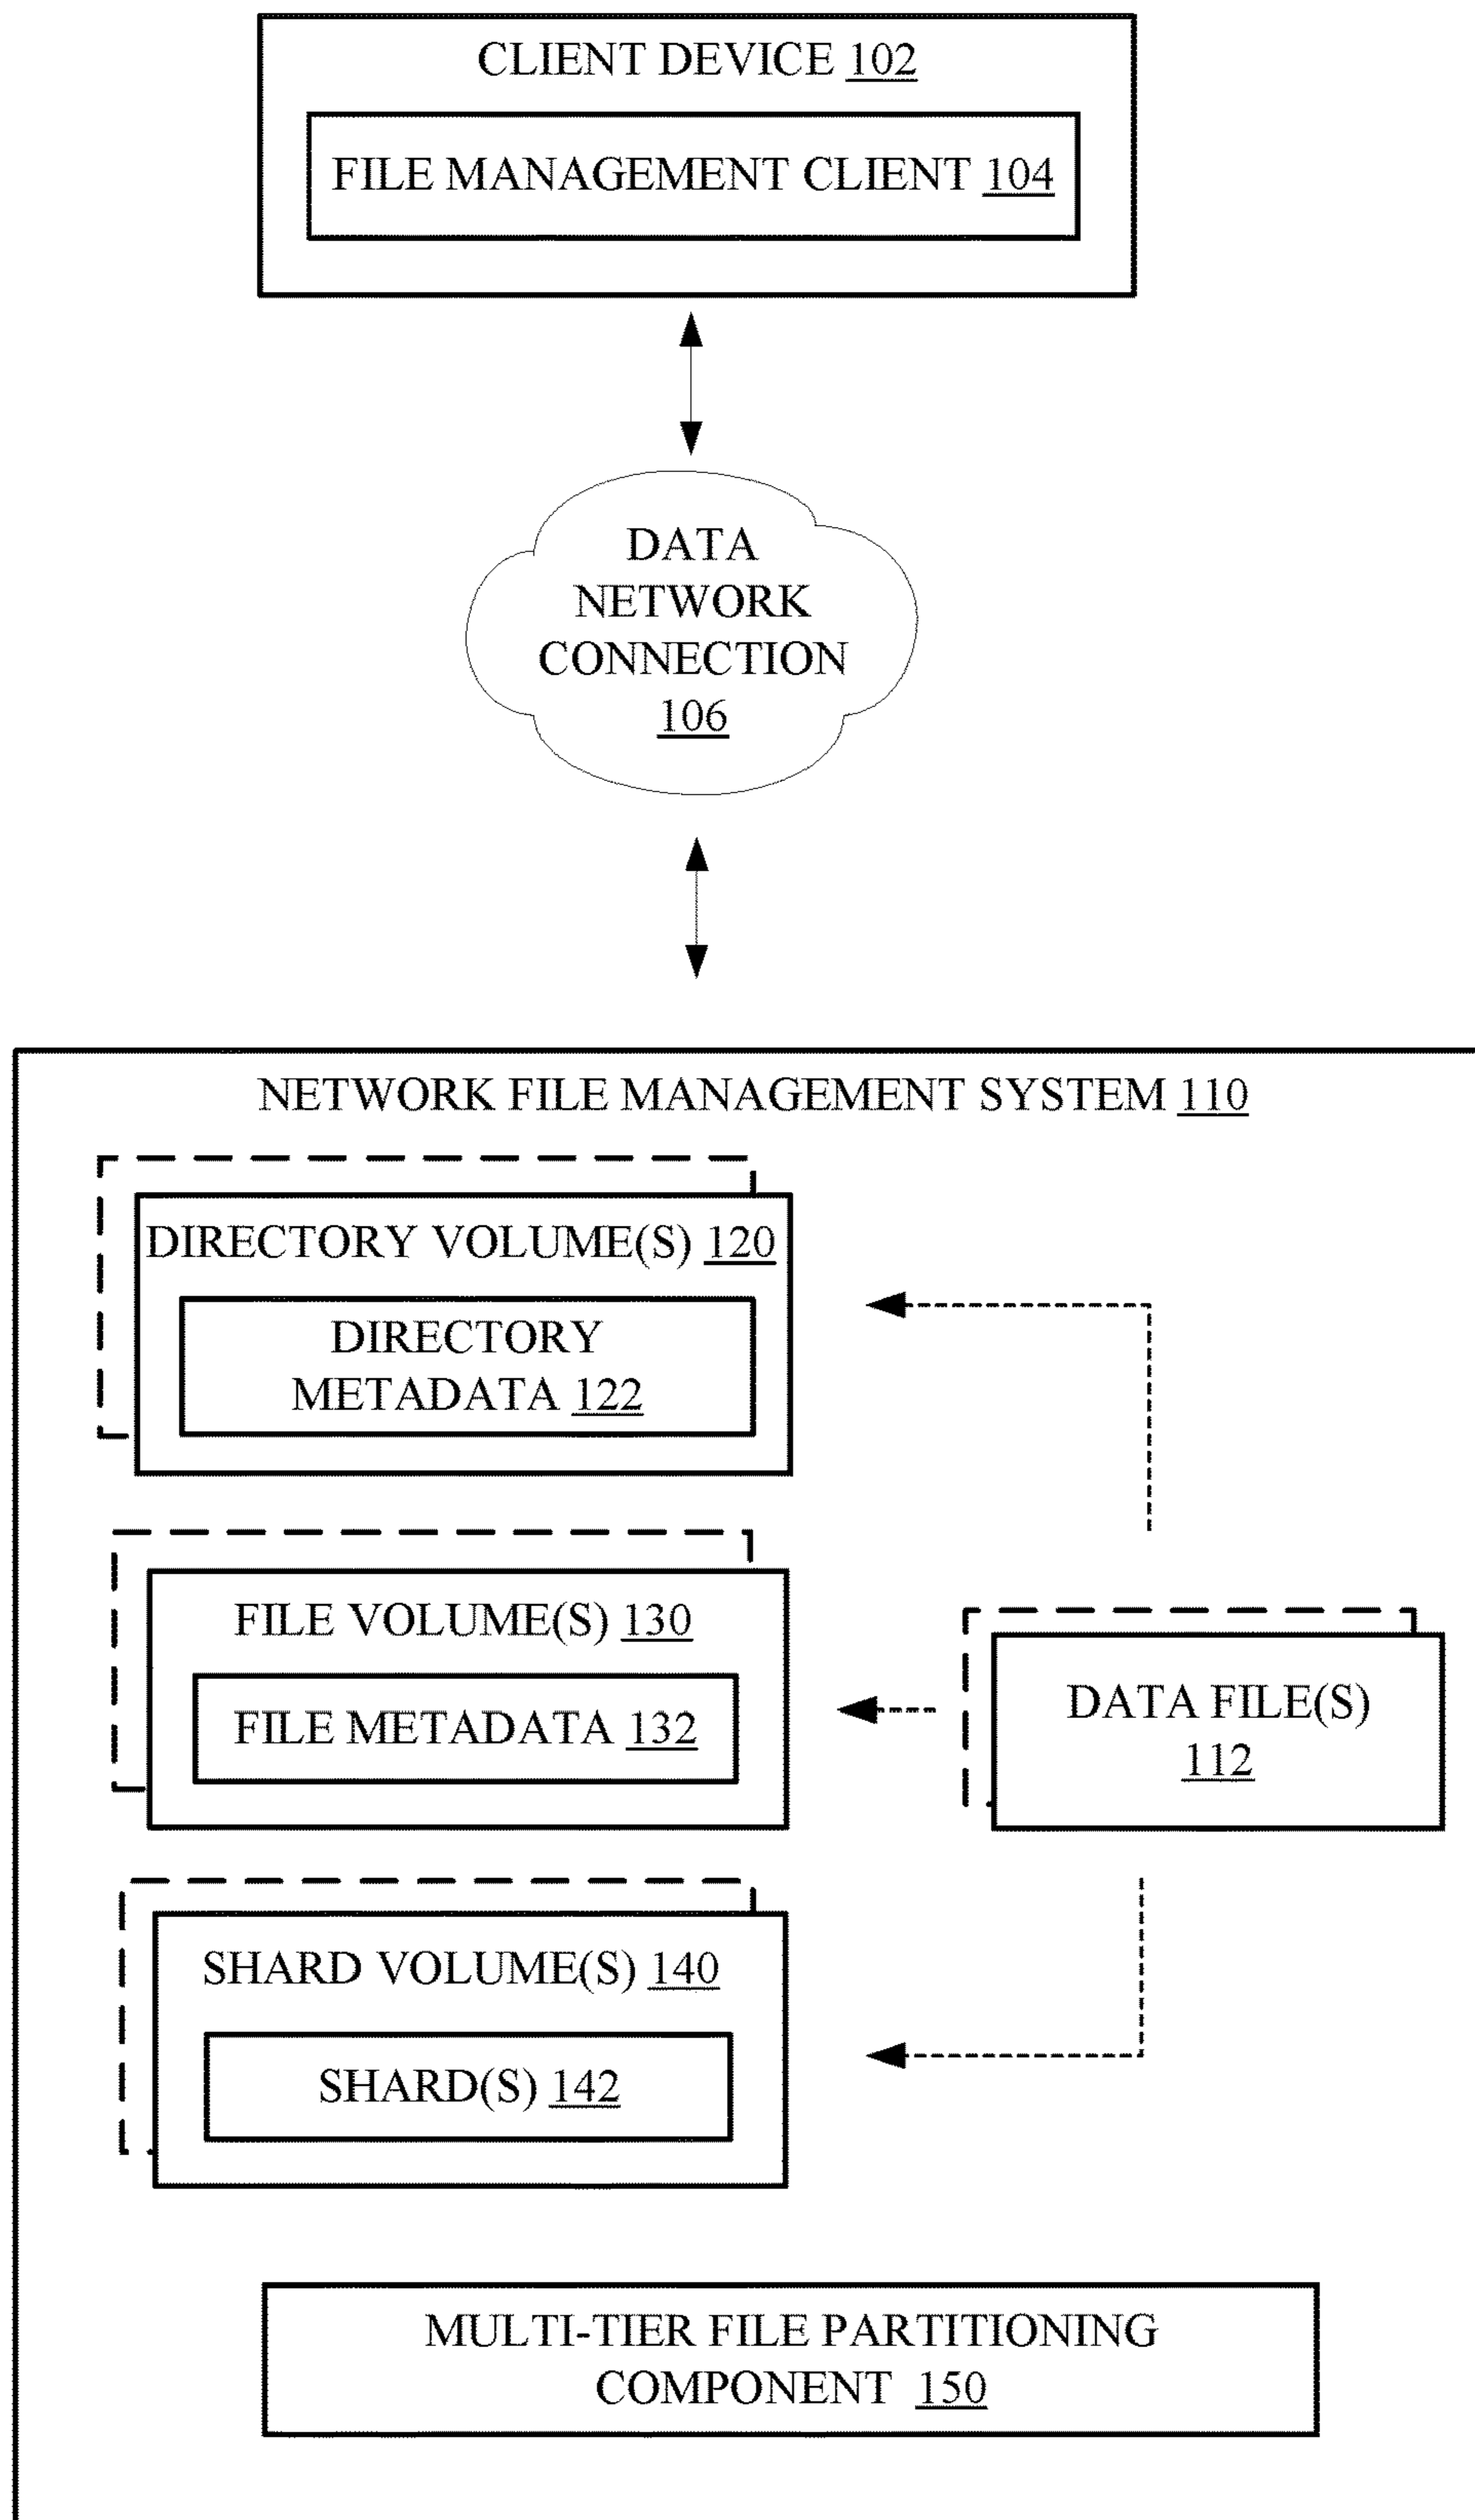 CLIENT DEVICE 102
FILE MANAGEMENT CLIENT 104
DATA
NETWORK
CONNECTION
106
NETWORK FILE MANAGEMENT SYSTEM 110
DIRECTORY VOLUME(S) 120
DIRECTORY
METADATA 122
FILE VOLUME(S) 130
FILE METADATA 132
DATA FILE(S)
112
SHARD VOLUME(S) 140
SHARD(S) 142
MULTI-TIER FILE PARTITIONING
COMPONENT 150